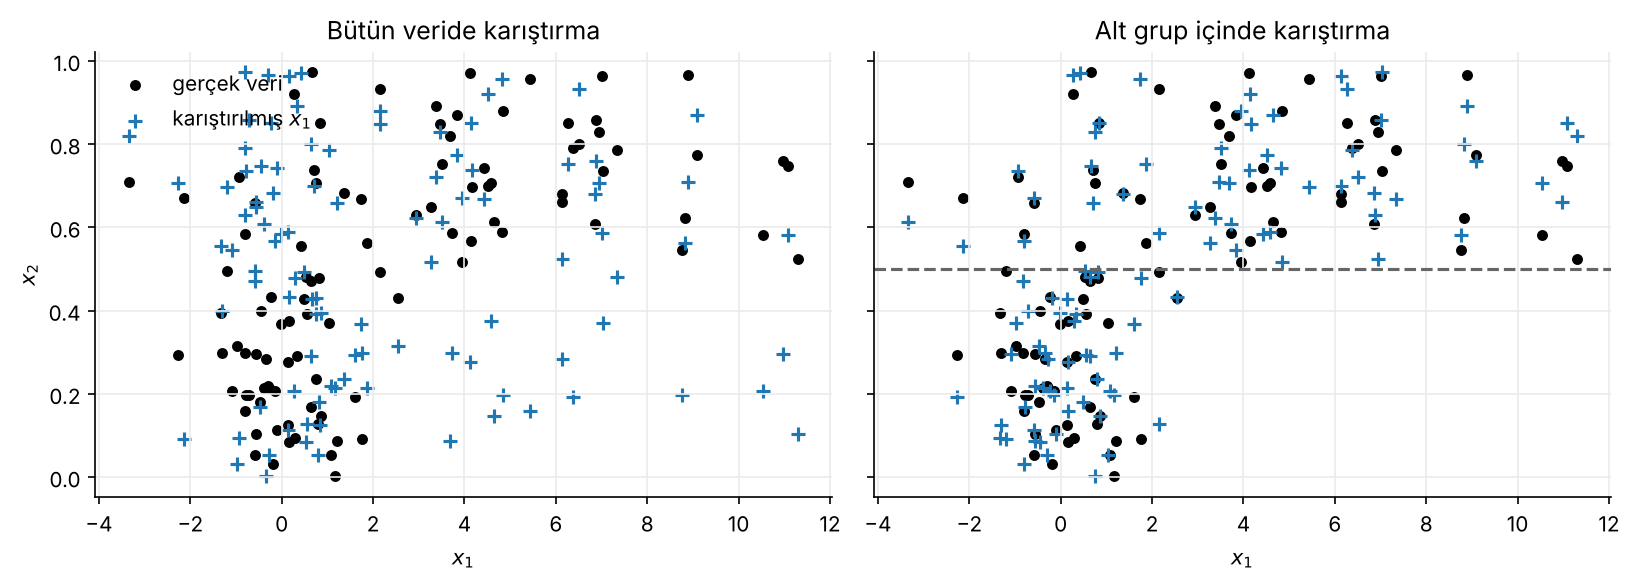 Bütün veride karıştırma
gerçek veri
karıştırılmış x₁
x₂
1.0
0.8
0.6
0.4
0.2
0.0
−4 −2 0 2 4 6 8 10 12
x₁
Alt grup içinde karıştırma
−4 −2 0 2 4 6 8 10 12
x₁